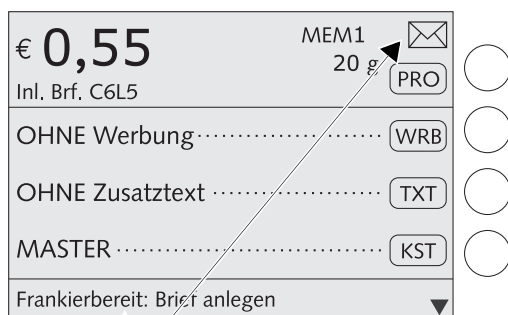 € 0,55 MEM1
20 g PRO
Inl. Brf. C6L5
OHNE Werbung WRB
OHNE Zusatztext TXT
MASTER KST
Frankierbereit: Brief anlegen